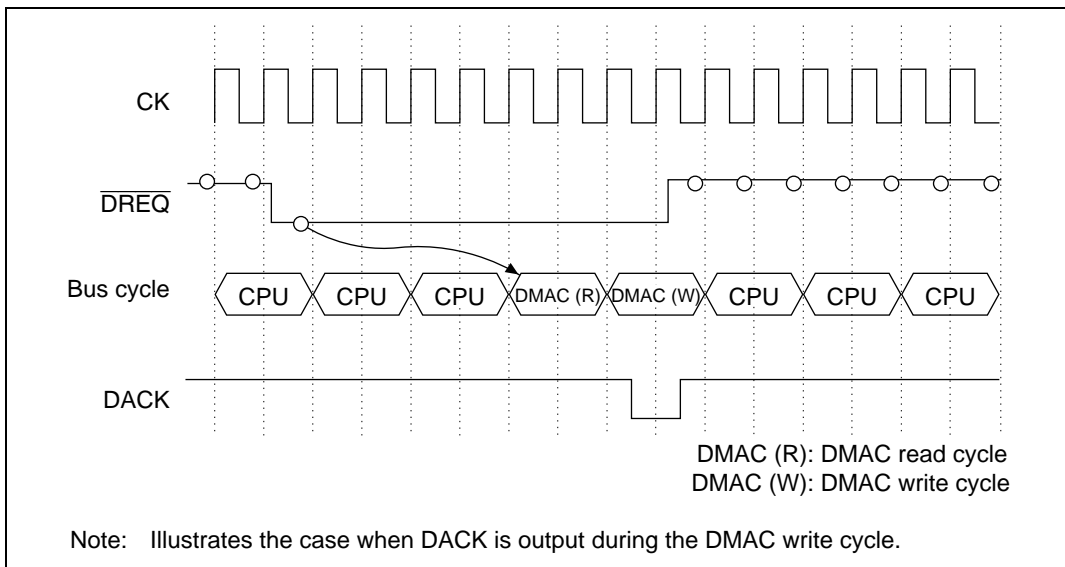 CK
DREQ
Bus cycle
CPU CPU CPU DMAC (R) DMAC (W) CPU CPU CPU
DACK
DMAC (R): DMAC read cycle
DMAC (W): DMAC write cycle
Note: Illustrates the case when DACK is output during the DMAC write cycle.